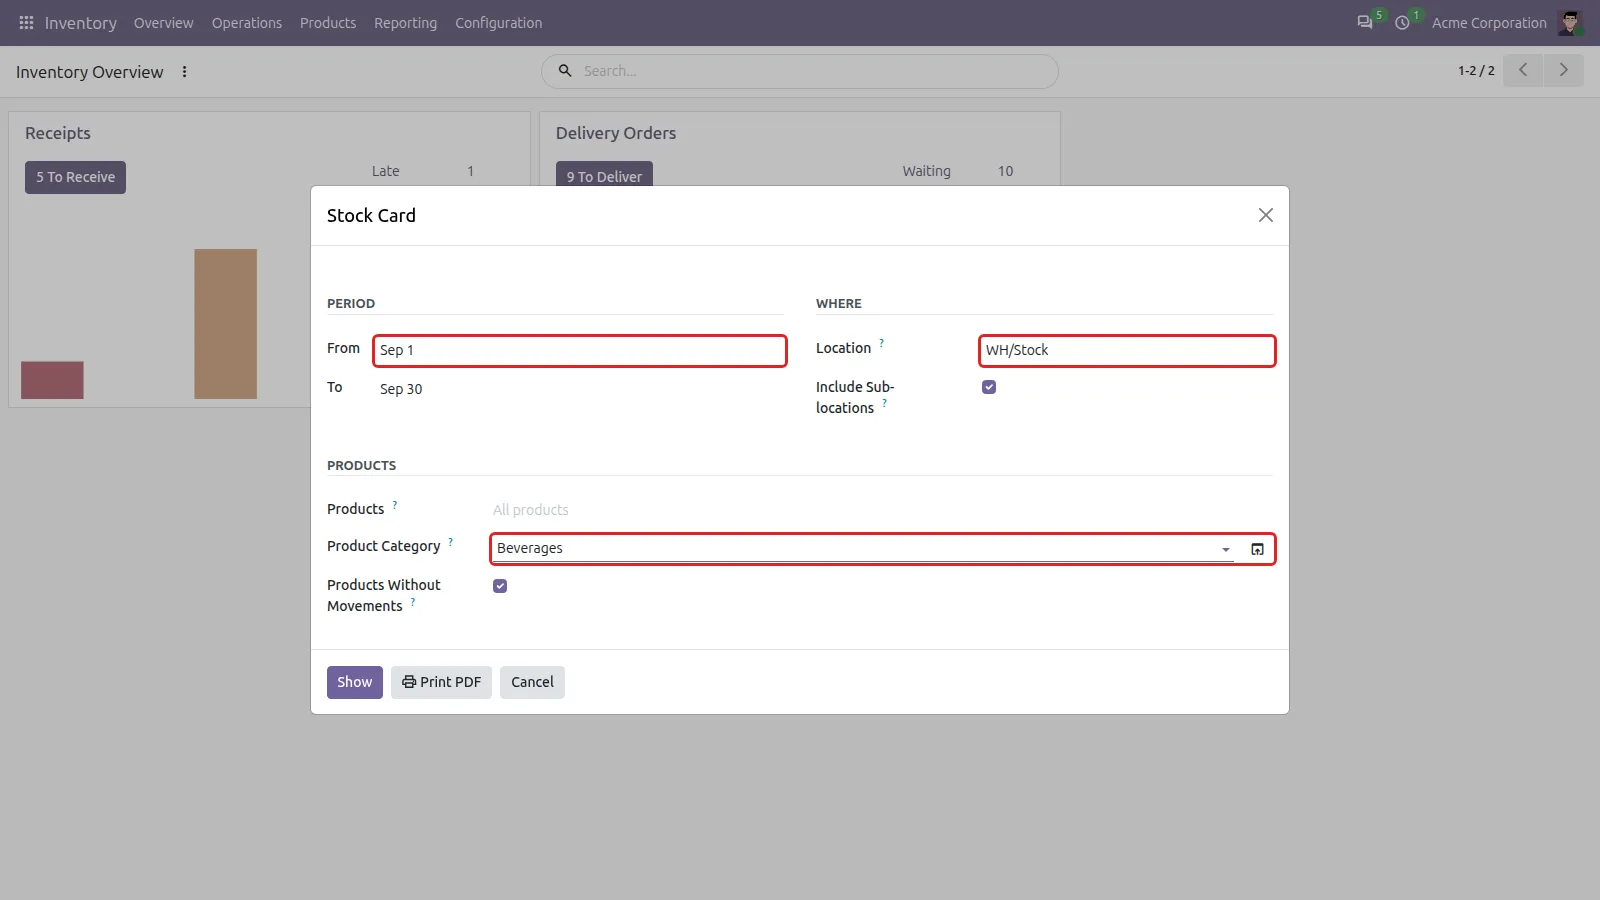 Inventory Overview Operations Products Reporting Configuration 5 1 Acme Corporation
Inventory Overview Search... 1-2 / 2
Receipts Delivery Orders
5 To Receive Late 1 9 To Deliver Waiting 10
Stock Card
PERIOD WHERE
From Sep 1 Location ? WH/Stock
To Sep 30 Include Sub-
locations ?
PRODUCTS
Products ? All products
Product Category ? Beverages
Products Without
Movements ?
Show Print PDF Cancel